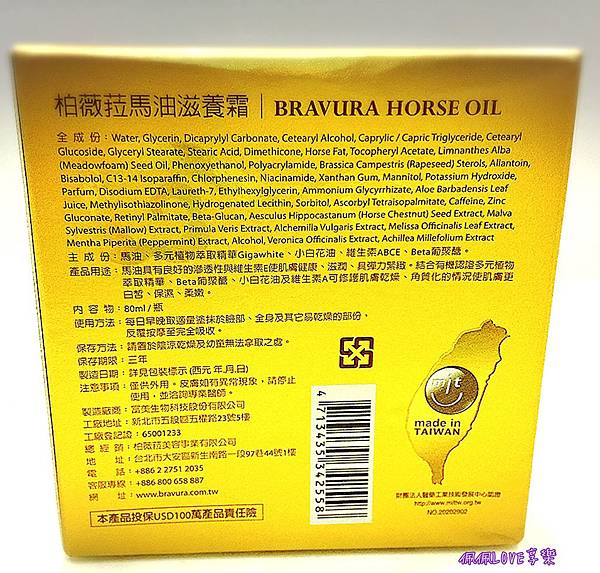 柏薇菈馬油滋養霜 | BRAVURA HORSE OIL
全 成 份：Water, Glycerin, Dicaprylyl Carbonate, Cetearyl Alcohol, Caprylic / Capric Triglyceride, Cetearyl
Glucoside, Glyceryl Stearate, Stearic Acid, Dimethicone, Horse Fat, Tocopheryl Acetate, Limnanthes Alba
(Meadowfoam) Seed Oil, Phenoxyethanol, Polyacrylamide, Brassica Campestris (Rapeseed) Sterols, Allantoin,
Bisabolol, C13-14 Isoparaffin, Chlorphenesin, Niacinamide, Xanthan Gum, Mannitol, Potassium Hydroxide,
Parfum, Disodium EDTA, Laureth-7, Ethylhexylglycerin, Ammonium Glycyrrhizate, Aloe Barbadensis Leaf
Juice, Methylisothiazolinone, Hydrogenated Lecithin, Sorbitol, Ascorbyl Tetraisopalmitate, Caffeine, Zinc
Gluconate, Retinyl Palmitate, Beta-Glucan, Aesculus Hippocastanum (Horse Chestnut) Seed Extract, Malva
Sylvestris (Mallow) Extract, Primula Veris Extract, Alchemilla Vulgaris Extract, Melissa Officinalis Leaf Extract,
Mentha Piperita (Peppermint) Extract, Alcohol, Veronica Officinalis Extract, Achillea Millefolium Extract
主 成 份：馬油、多元植物萃取精華Gigawhite、小白花油、維生素ABCE、Beta葡聚醣。
產品用途：馬油具有良好的滲透性與維生素E使肌膚健康、滋潤、具彈力緊緻。結合有機認證多元植物
萃取精華、Beta葡聚醣、小白花油及維生素A可修護肌膚乾燥、角質化的情況使肌膚更
白皙、保濕、柔嫩。
內 容 物：80ml / 瓶
使用方法：每日早晚取適量塗抹於臉部、全身及其它易乾燥的部份、
反覆按摩至完全吸收。
保存方法：請置於陰涼乾燥及幼童無法拿取之處。
保存期限：三年
製造日期：詳見包裝標示 (西元 年.月.日)
注意事項：僅供外用。皮膚如有異常現象，請停止
使用，並洽詢專業醫師。
製造廠商：富美生物科技股份有限公司
工廠地址：新北市五股區五權路23號5樓
工廠登記證：65001233
總 經 銷：柏薇菈美容事業有限公司
地 址：台北市大安區新生南路一段97巷44號1樓
電 話：+886 2 2751 2035
客服專線：+886 800 658 887
網 址：www.bravura.com.tw
本產品投保USD100萬產品責任險
4713435342558
mit
made in
TAIWAN
財團法人醫藥工業技術發展中心認證
http://www.mittw.org.tw
NO.20202902
佩佩LOVE享樂